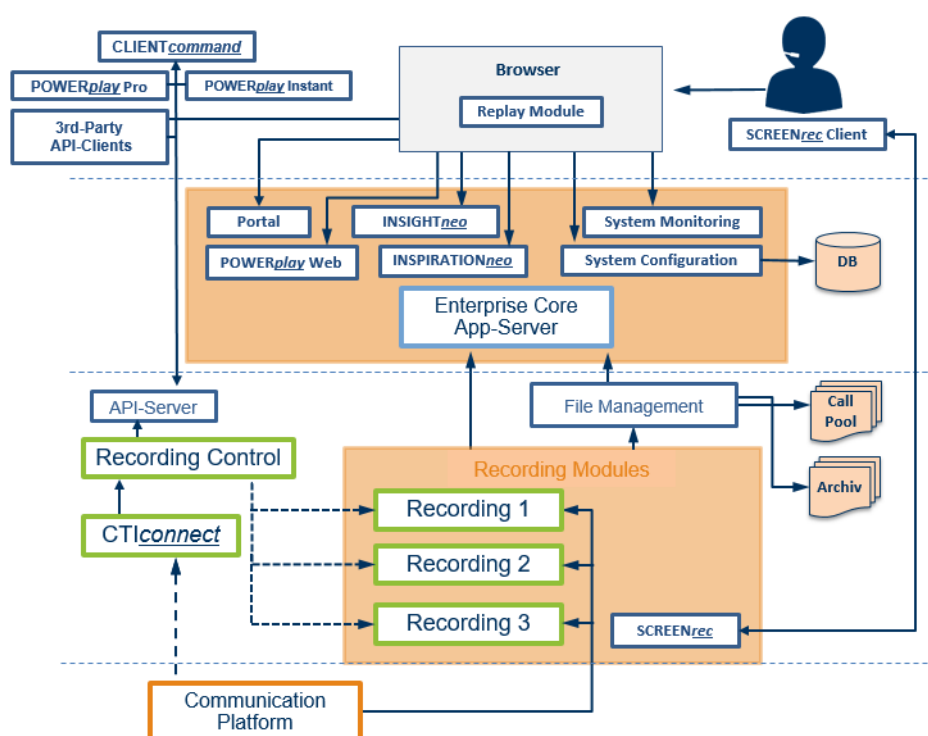 CLIENTcommand
POWERplay Pro
POWERplay Instant
3rd-Party
API-Clients
Browser
Replay Module
SCREENrec Client
Portal
INSIGHTneo
System Monitoring
POWERplay Web
INSPIRATIONneo
System Configuration
DB
Enterprise Core
App-Server
API-Server
File Management
Call
Pool
Recording Control
Recording Modules
Archiv
Recording 1
CTIconnect
Recording 2
Recording 3
SCREENrec
Communication
Platform